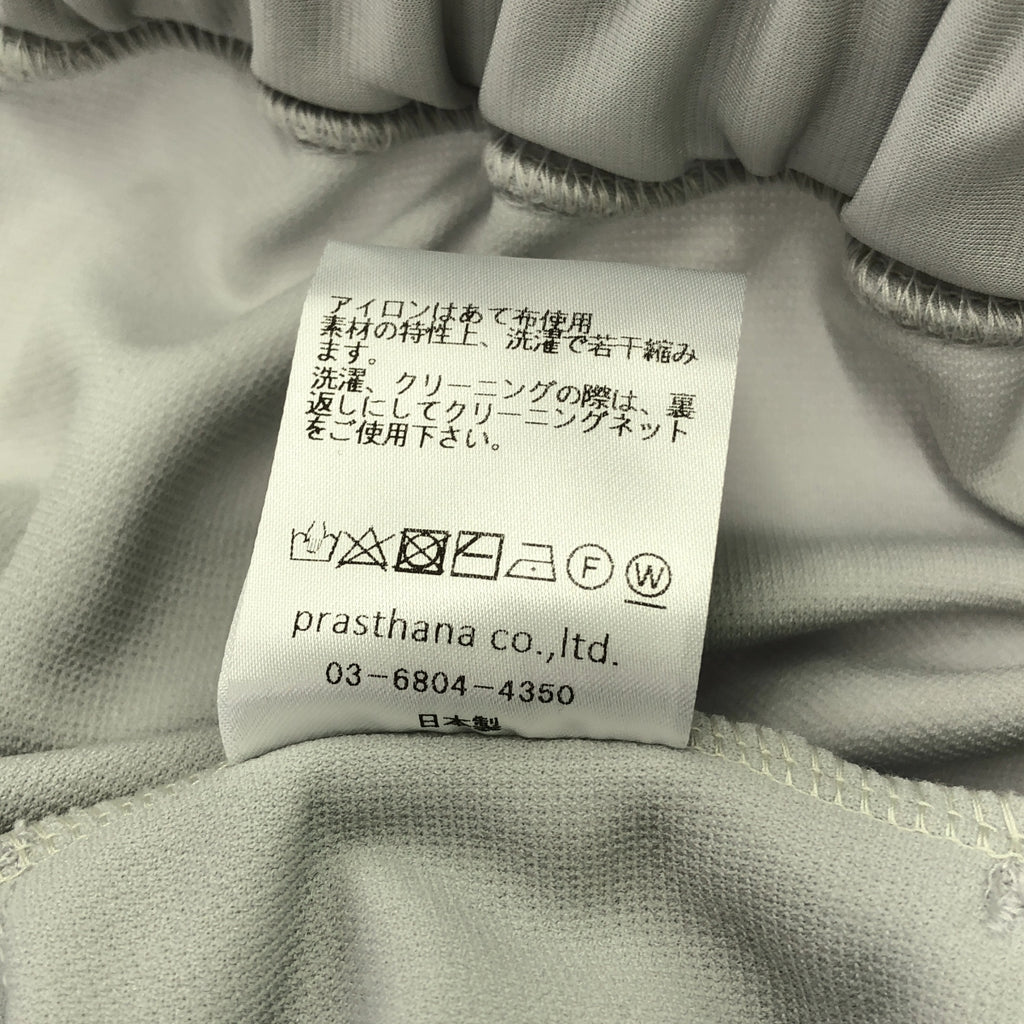 アイロンはあて布使用
素材の特性上、洗濯で若干縮み
ます。
洗濯、クリーニングの際は、裏
返しにしてクリーニングネット
をご使用下さい。
F W
prasthana co.,ltd.
03-6804-4350
日本製